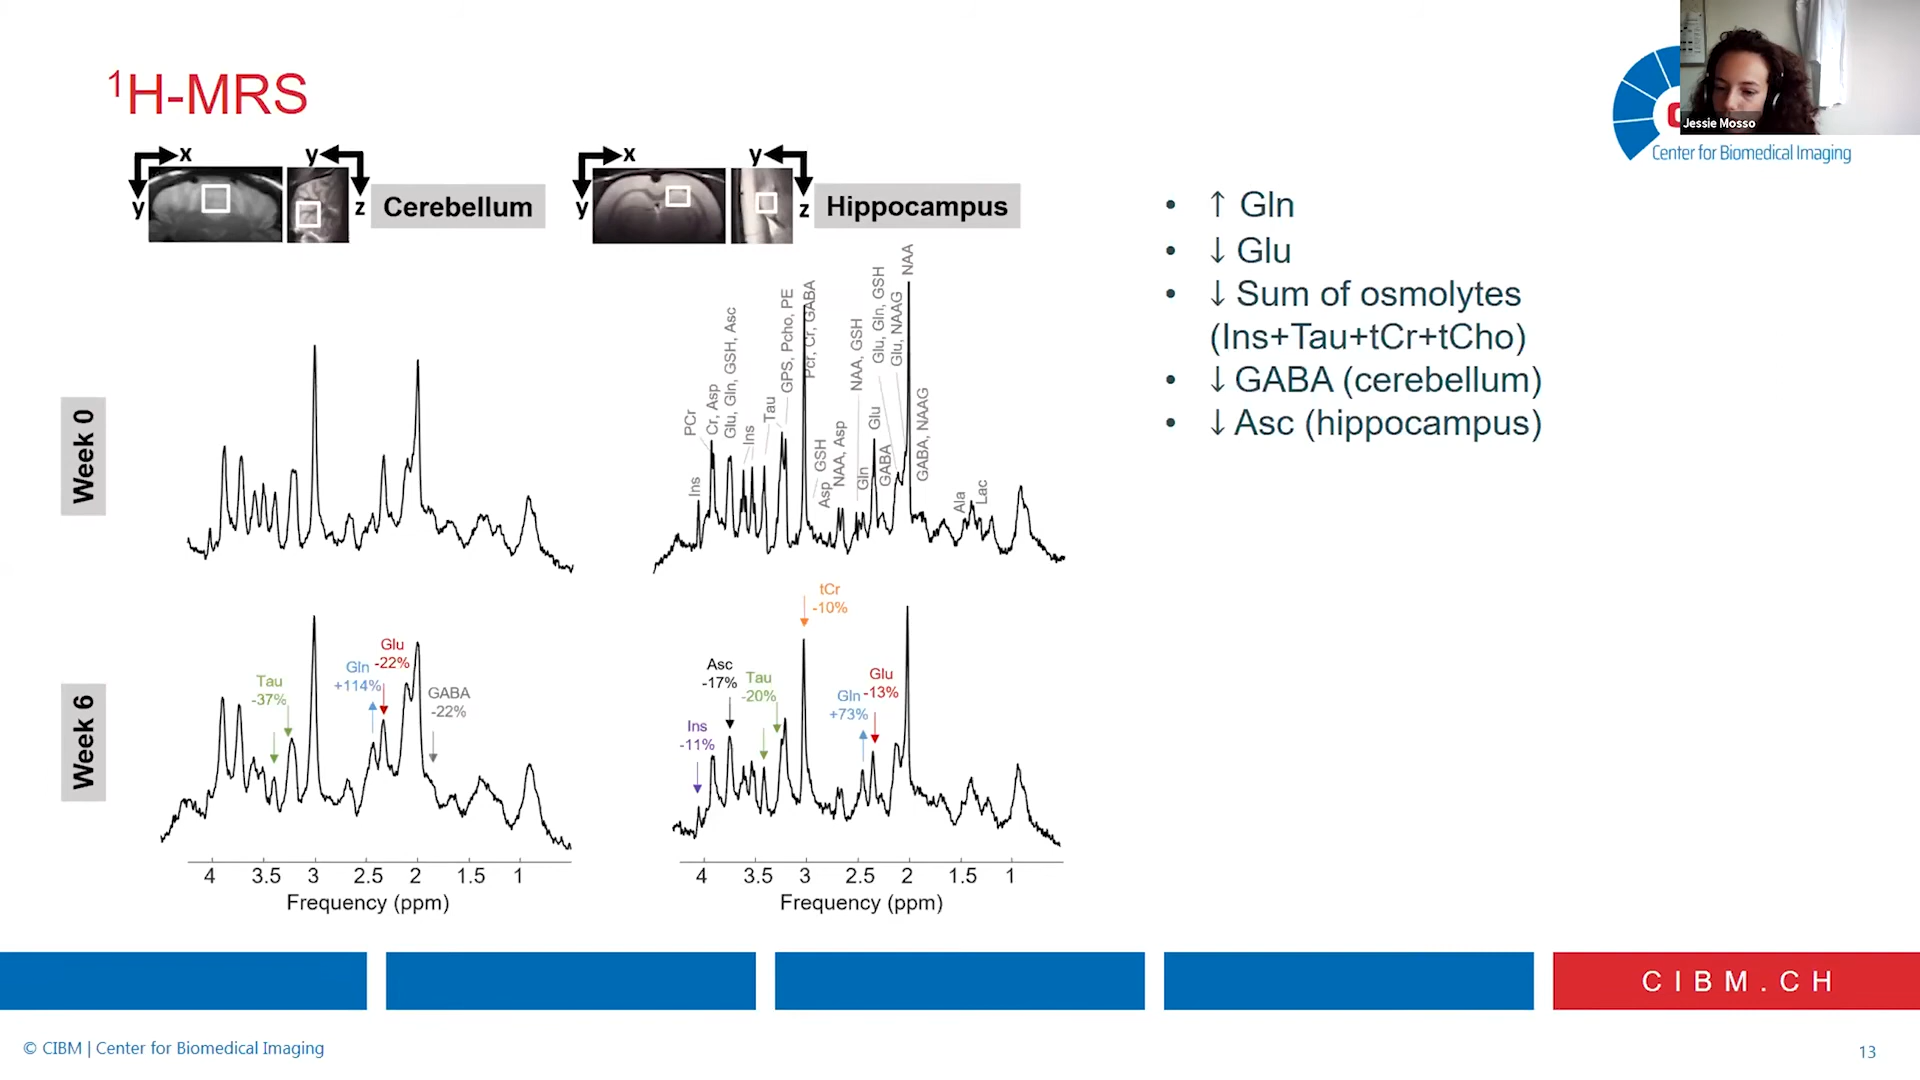 ¹H-MRS
Jessie Mosso
Center for Biomedical Imaging
x
y
y
z
Cerebellum
x
y
y
z
Hippocampus
• ↑ Gln
• ↓ Glu
• ↓ Sum of osmolytes
(Ins+Tau+tCr+tCho)
• ↓ GABA (cerebellum)
• ↓ Asc (hippocampus)
Week 0
Ins
PCr
Cr, Asp
Glu, Gln, GSH, Asc
Ins
Tau
GPS, Pcho, PE
Pcr, Cr, GABA
Asp
GSH
NAA, Asp
NAA, GSH
Gln
Glu
GABA
Glu, Gln, GSH
Glu, NAAG
NAA
GABA, NAAG
Ala
Lac
Week 6
Tau
-37%
Gln
+114%
Glu
-22%
GABA
-22%
Ins
-11%
Asc
-17%
Tau
-20%
tCr
-10%
Gln
+73%
Glu
-13%
4 3.5 3 2.5 2 1.5 1
Frequency (ppm)
4 3.5 3 2.5 2 1.5 1
Frequency (ppm)
CIBM.CH
© CIBM | Center for Biomedical Imaging
13